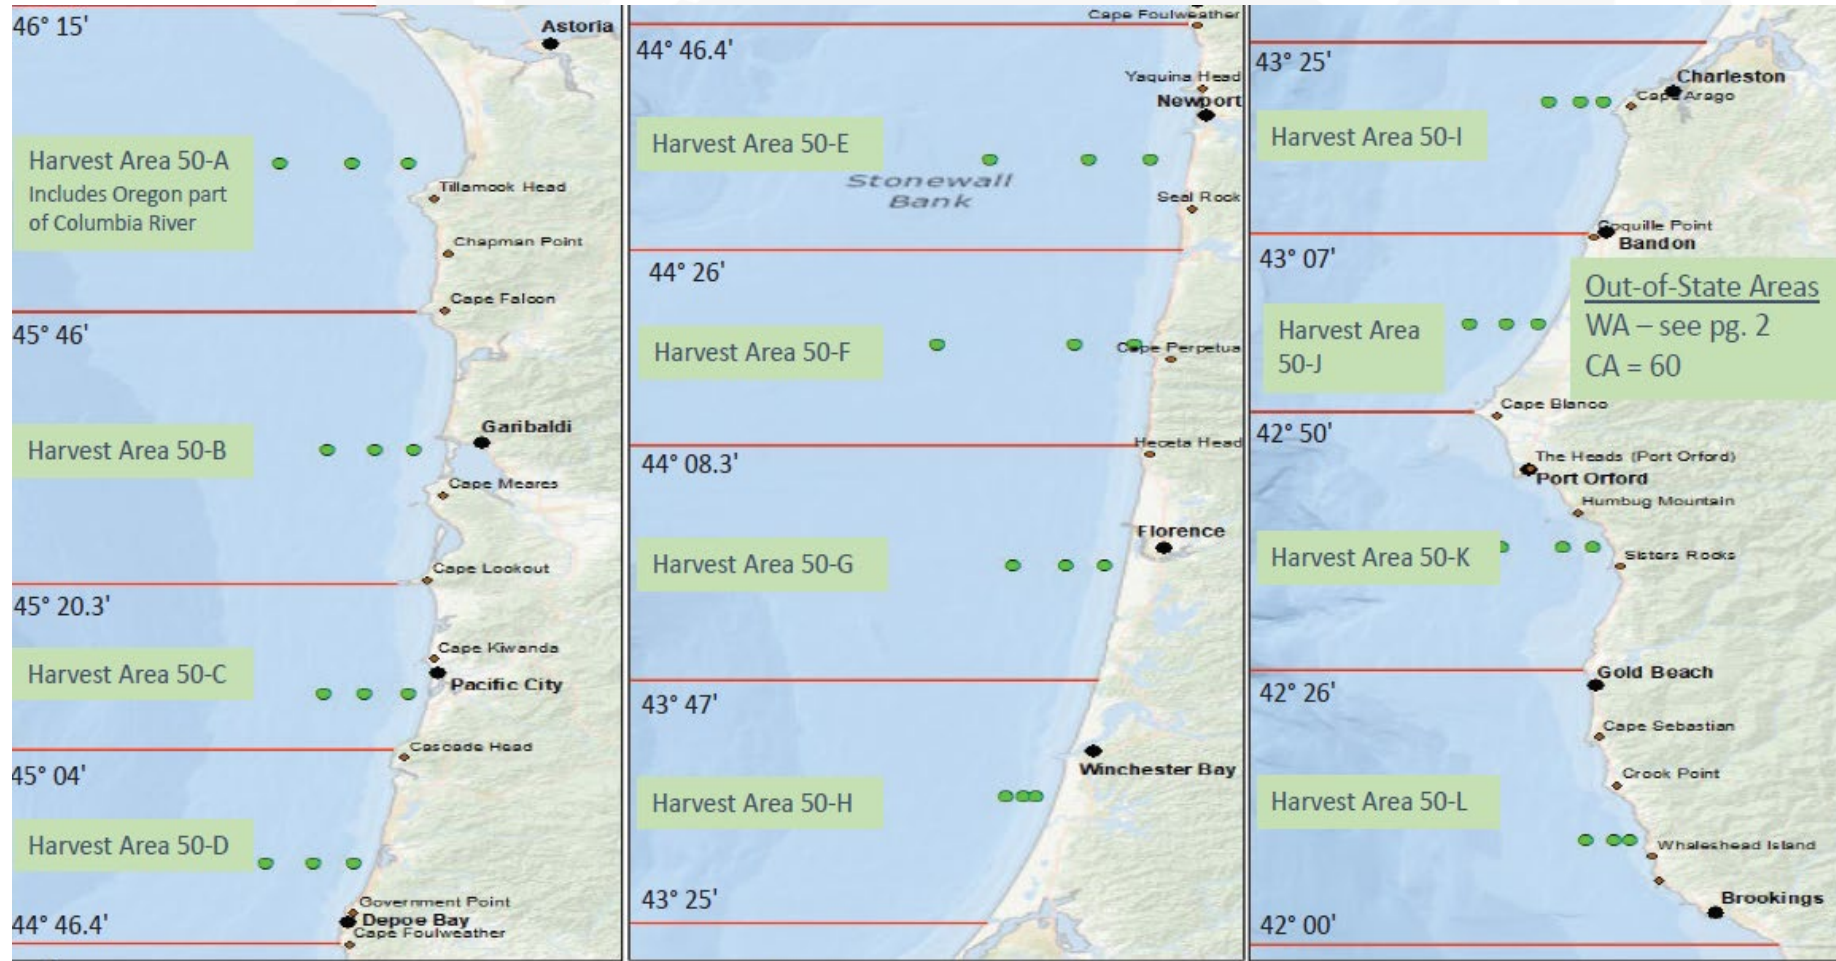 46° 15'
Astoria
Harvest Area 50-A
Includes Oregon part
of Columbia River
Tillamook Head
Chapman Point
Cape Falcon
45° 46'
Garibaldi
Harvest Area 50-B
Cape Meares
Cape Lookout
45° 20.3'
Cape Kiwanda
Harvest Area 50-C
Pacific City
Cascade Head
45° 04'
Harvest Area 50-D
Government Point
Depoe Bay
44° 46.4'
Cape Foulweather
Cape Foulweather
44° 46.4'
Yaquina Head
Newport
Harvest Area 50-E
Stonewall
Bank
Seal Rock
44° 26'
Harvest Area 50-F
Cape Perpetua
Heceta Head
44° 08.3'
Florence
Harvest Area 50-G
43° 47'
Winchester Bay
Harvest Area 50-H
43° 25'
43° 25'
Charleston
Cape Arago
Harvest Area 50-I
Coquille Point
Bandon
43° 07'
Out-of-State Areas
WA – see pg. 2
CA = 60
Harvest Area
50-J
Cape Blanco
42° 50'
The Heads (Port Orford)
Port Orford
Humbug Mountain
Harvest Area 50-K
Sisters Rocks
Gold Beach
42° 26'
Cape Sebastian
Crook Point
Harvest Area 50-L
Whaleshead Island
Brookings
42° 00'